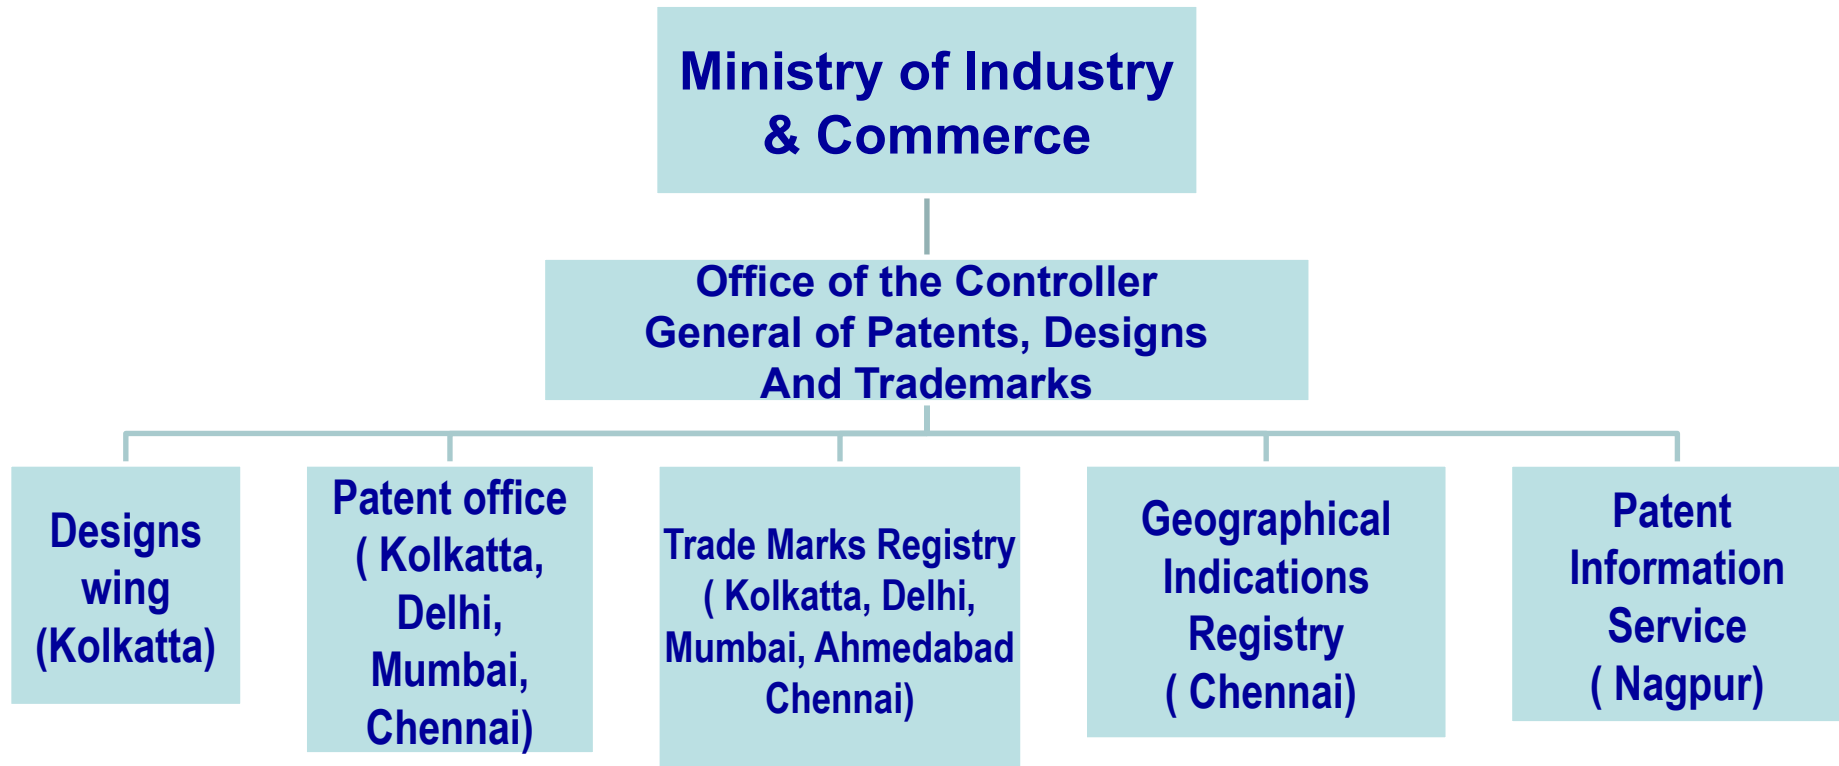 Ministry of Industry
& Commerce
Office of the Controller
General of Patents, Designs
And Trademarks
Designs
wing
(Kolkatta)
Patent office
( Kolkatta,
Delhi,
Mumbai,
Chennai)
Trade Marks Registry
( Kolkatta, Delhi,
Mumbai, Ahmedabad
Chennai)
Geographical
Indications
Registry
( Chennai)
Patent
Information
Service
( Nagpur)